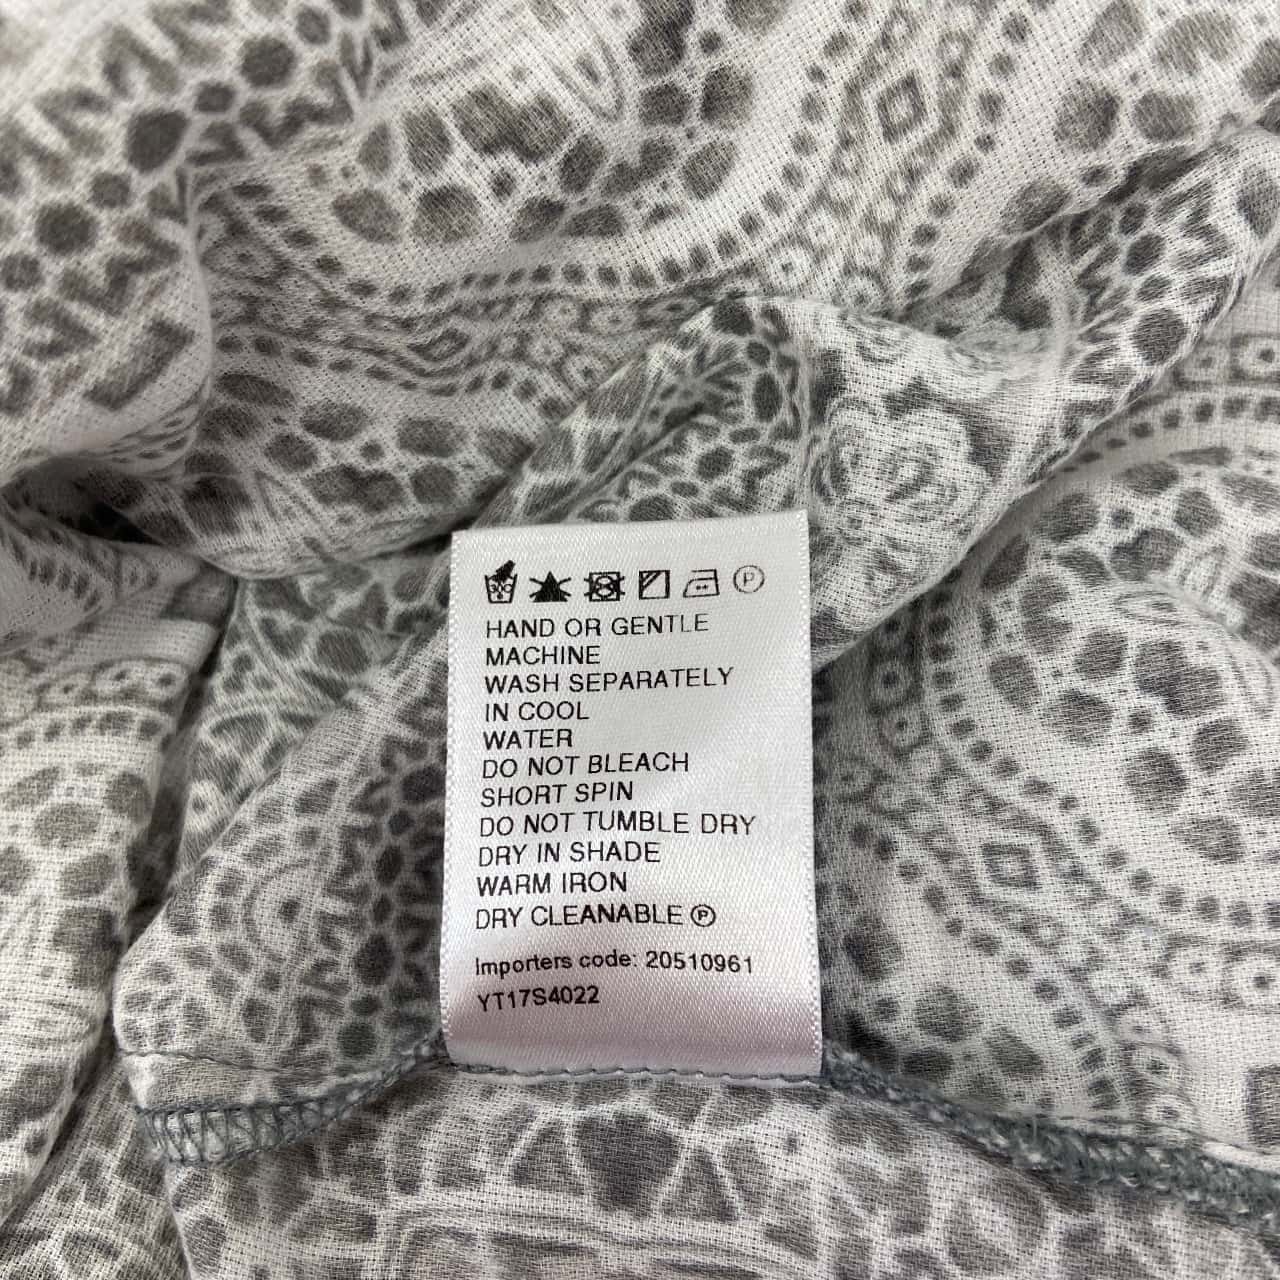 P
HAND OR GENTLE
MACHINE
WASH SEPARATELY
IN COOL
WATER
DO NOT BLEACH
SHORT SPIN
DO NOT TUMBLE DRY
DRY IN SHADE
WARM IRON
DRY CLEANABLE Ⓟ
Importers code: 20510961
YT17S4022